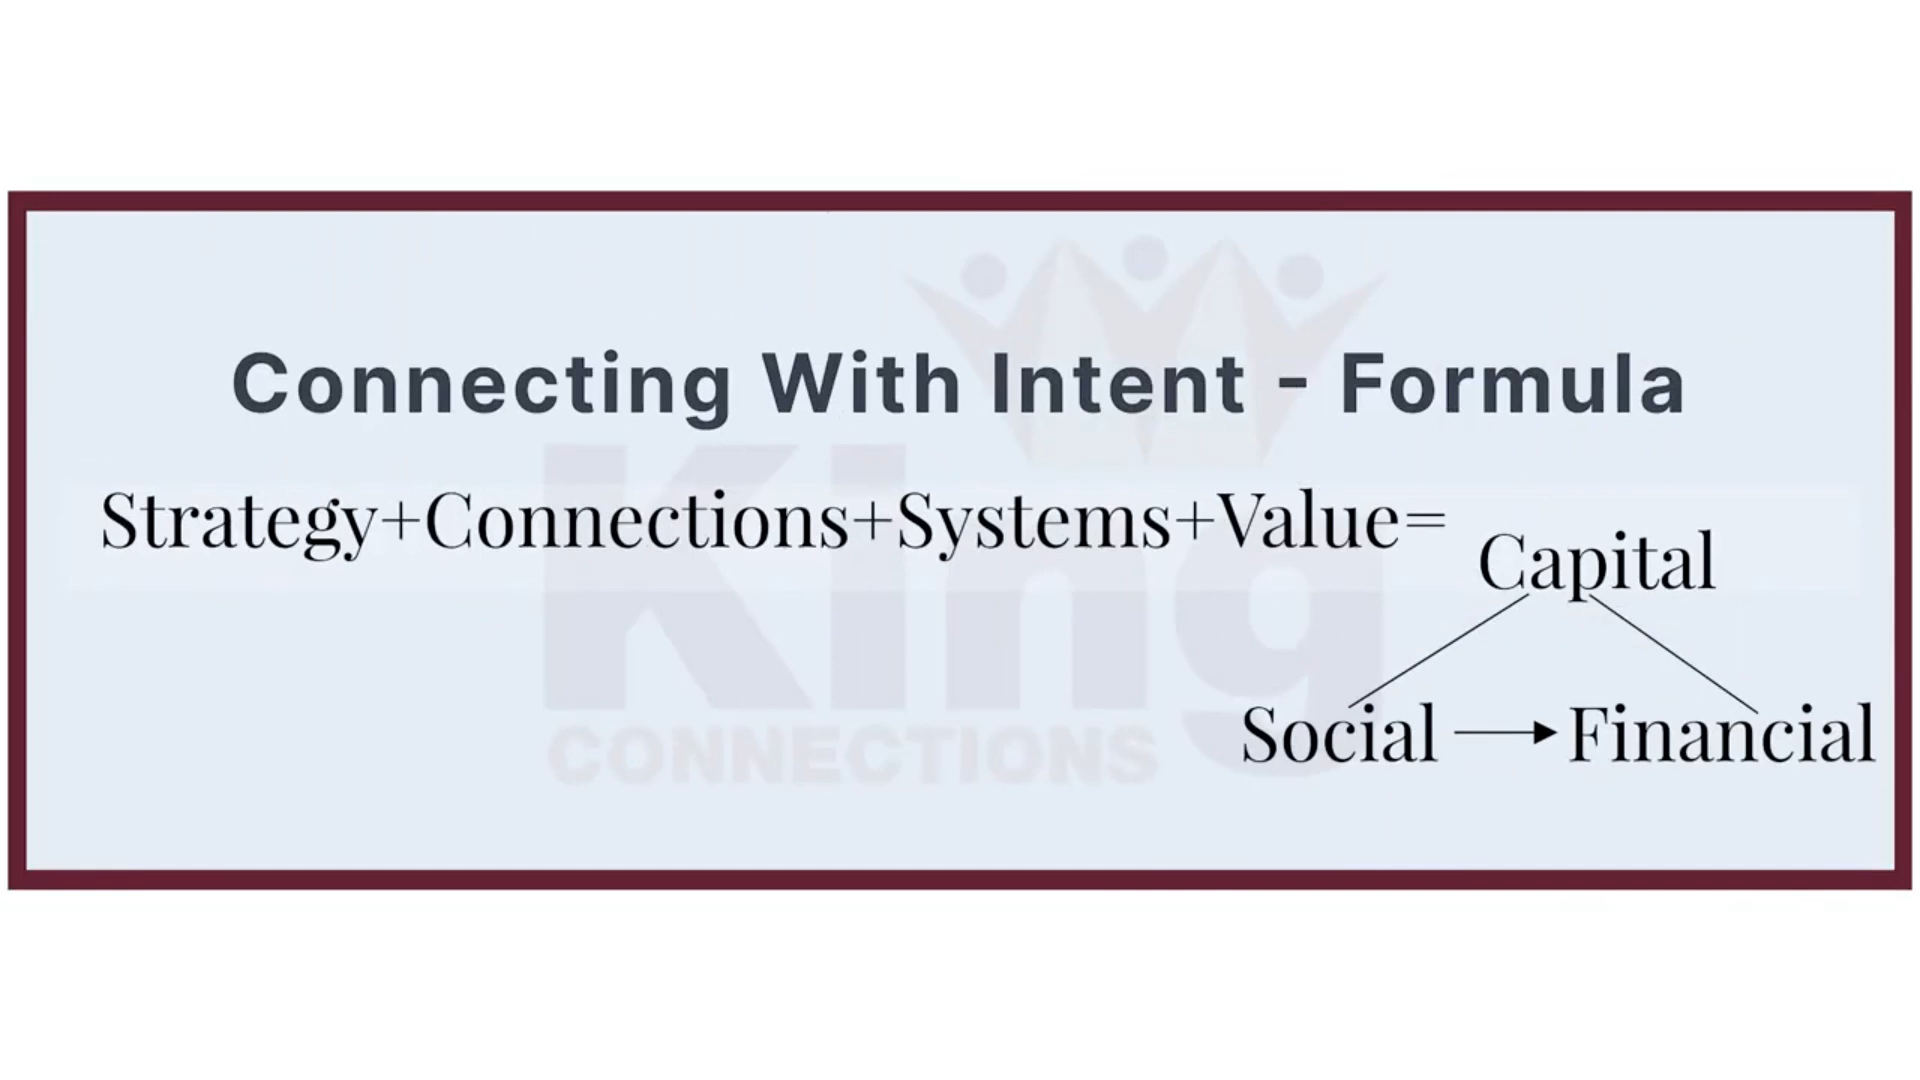 Connecting With Intent - Formula
Strategy+Connections+Systems+Value=
Capital
Social
Financial
King
CONNECTIONS